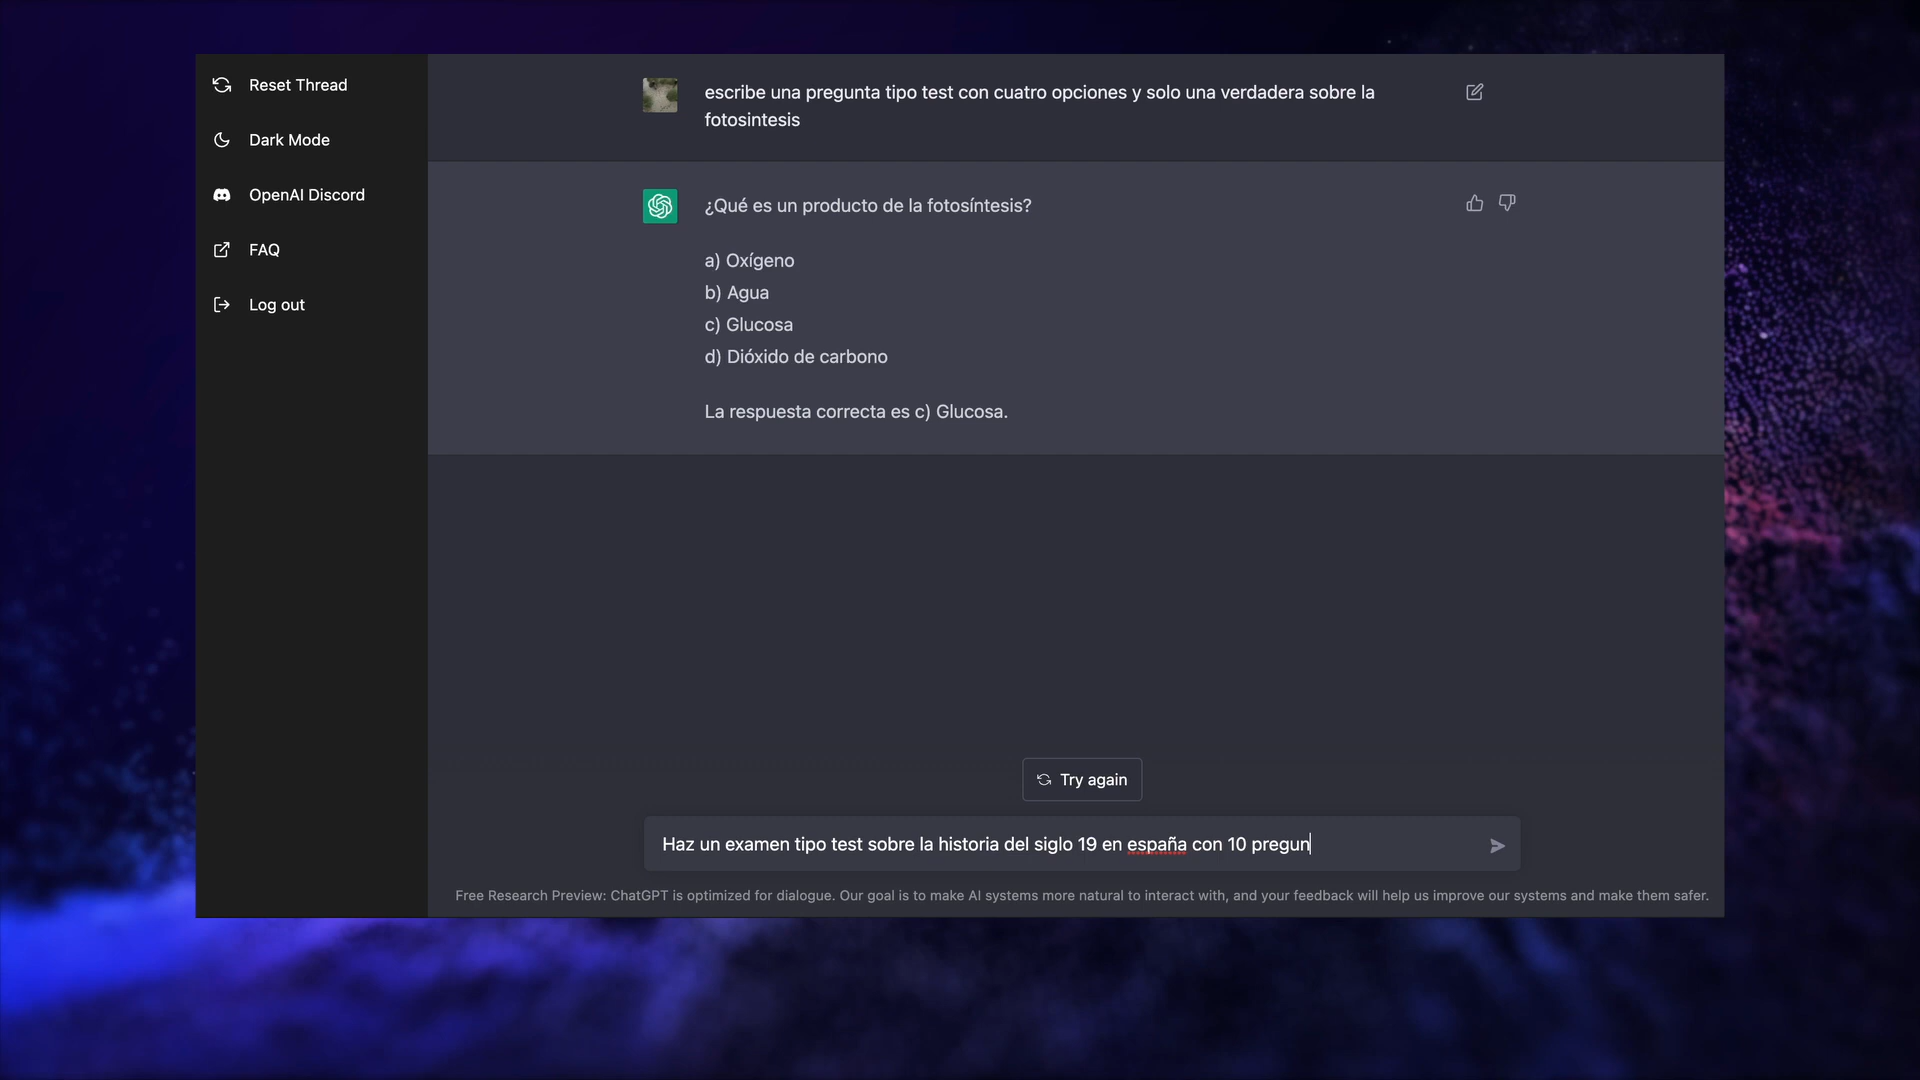 Reset Thread
Dark Mode
OpenAI Discord
FAQ
Log out
escribe una pregunta tipo test con cuatro opciones y solo una verdadera sobre la
fotosintesis
¿Qué es un producto de la fotosíntesis?
a) Oxígeno
b) Agua
c) Glucosa
d) Dióxido de carbono
La respuesta correcta es c) Glucosa.
Try again
Haz un examen tipo test sobre la historia del siglo 19 en españa con 10 pregun
Free Research Preview: ChatGPT is optimized for dialogue. Our goal is to make AI systems more natural to interact with, and your feedback will help us improve our systems and make them safer.